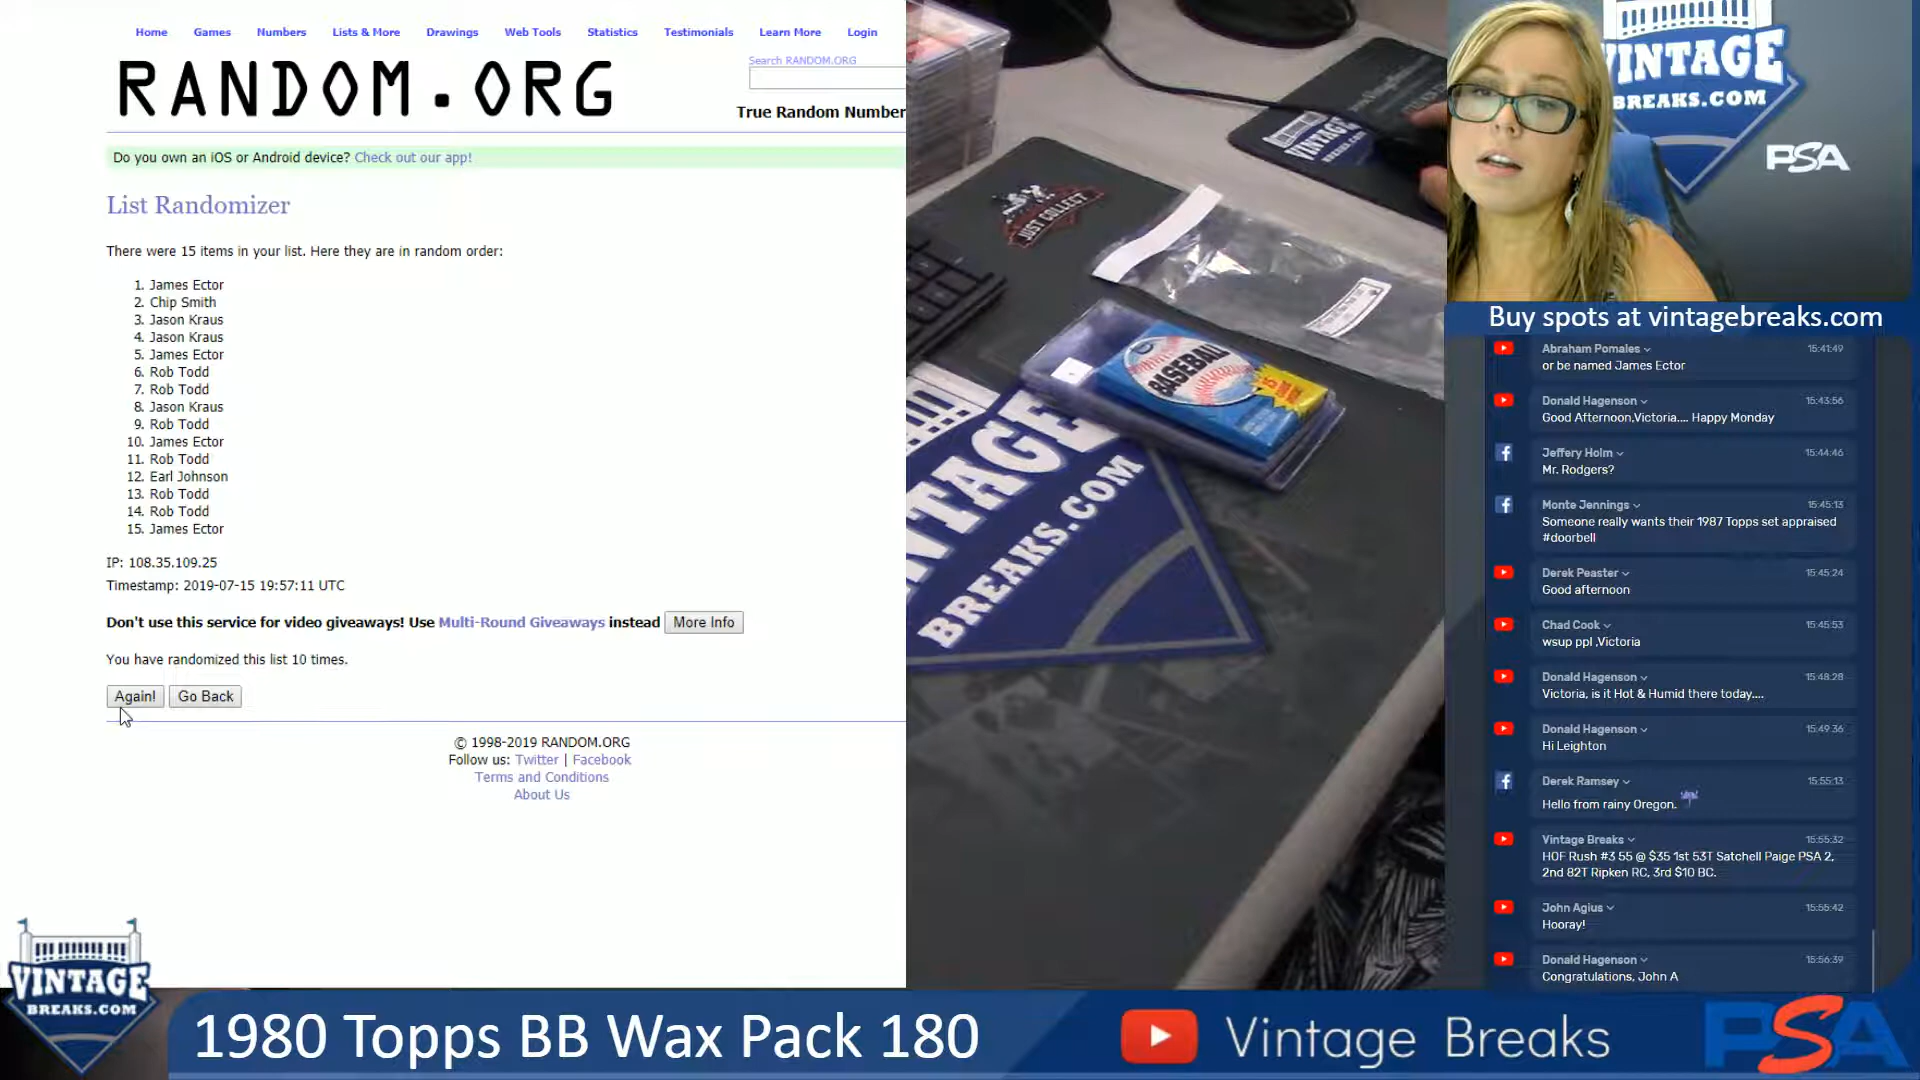 Home Games Numbers Lists & More Drawings Web Tools Statistics Testimonials Learn More Login
RANDOM.ORG
Search RANDOM.ORG
True Random Number
Do you own an iOS or Android device? Check out our app!
List Randomizer
There were 15 items in your list. Here they are in random order:
1. James Ector
2. Chip Smith
3. Jason Kraus
4. Jason Kraus
5. James Ector
6. Rob Todd
7. Rob Todd
8. Jason Kraus
9. Rob Todd
10. James Ector
11. Rob Todd
12. Earl Johnson
13. Rob Todd
14. Rob Todd
15. James Ector
IP: 108.35.109.25
Timestamp: 2019-07-15 19:57:11 UTC
Don't use this service for video giveaways! Use Multi-Round Giveaways instead More Info
You have randomized this list 10 times.
Again! Go Back
© 1998-2019 RANDOM.ORG
Follow us: Twitter | Facebook
Terms and Conditions
About Us
JUST COLLECT
VINTAGE
BASEBALL
NTAGE
BREAKS.COM
VINTAGE
BREAKS.COM
PSA
Buy spots at vintagebreaks.com
Abraham Pomales 15:41:49
or be named James Ector
Donald Hagenson 15:43:56
Good Afternoon,Victoria.... Happy Monday
Jeffery Holm 15:44:46
Mr. Rodgers?
Monte Jennings 15:45:13
Someone really wants their 1987 Topps set appraised
#doorbell
Derek Peaster 15:45:24
Good afternoon
Chad Cook 15:45:53
wsup ppl ,Victoria
Donald Hagenson 15:48:28
Victoria, is it Hot & Humid there today....
Donald Hagenson 15:49:36
Hi Leighton
Derek Ramsey 15:55:13
Hello from rainy Oregon.
Vintage Breaks 15:55:32
HOF Rush #3 55 @ $35 1st 53T Satchell Paige PSA 2,
2nd 82T Ripken RC, 3rd $10 BC.
John Agius 15:55:42
Hooray!
Donald Hagenson 15:56:39
Congratulations, John A
VINTAGE
BREAKS.COM
1980 Topps BB Wax Pack 180
Vintage Breaks
PSA